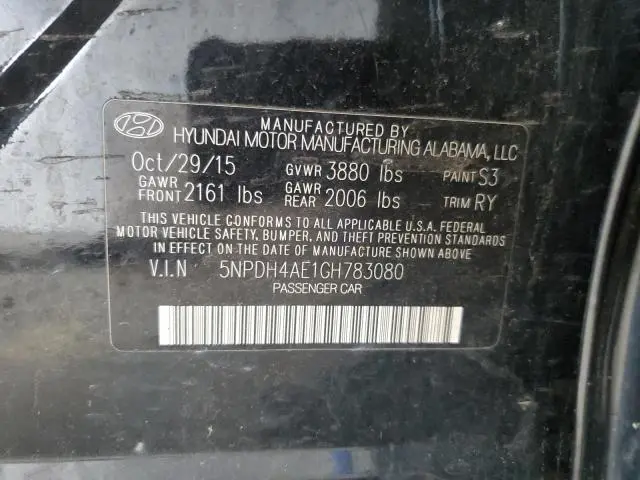 MANUFACTURED BY
HYUNDAI MOTOR MANUFACTURING ALABAMA, LLC
Oct/29/15 GVWR 3880 lbs PAINT S3
GAWR FRONT 2161 lbs GAWR REAR 2006 lbs TRIM RY
THIS VEHICLE CONFORMS TO ALL APPLICABLE U.S.A. FEDERAL
MOTOR VEHICLE SAFETY, BUMPER, AND THEFT PREVENTION STANDARDS
IN EFFECT ON THE DATE OF MANUFACTURE SHOWN ABOVE
V.I.N 5NPDH4AE1GH783080
PASSENGER CAR